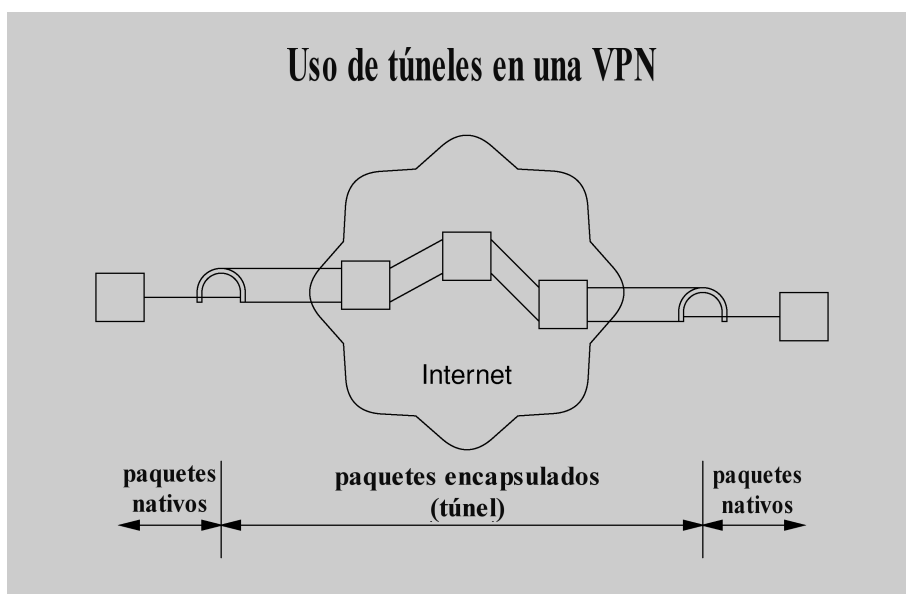 Uso de túneles en una VPN
Internet
paquetes
nativos
paquetes encapsulados
(túnel)
paquetes
nativos